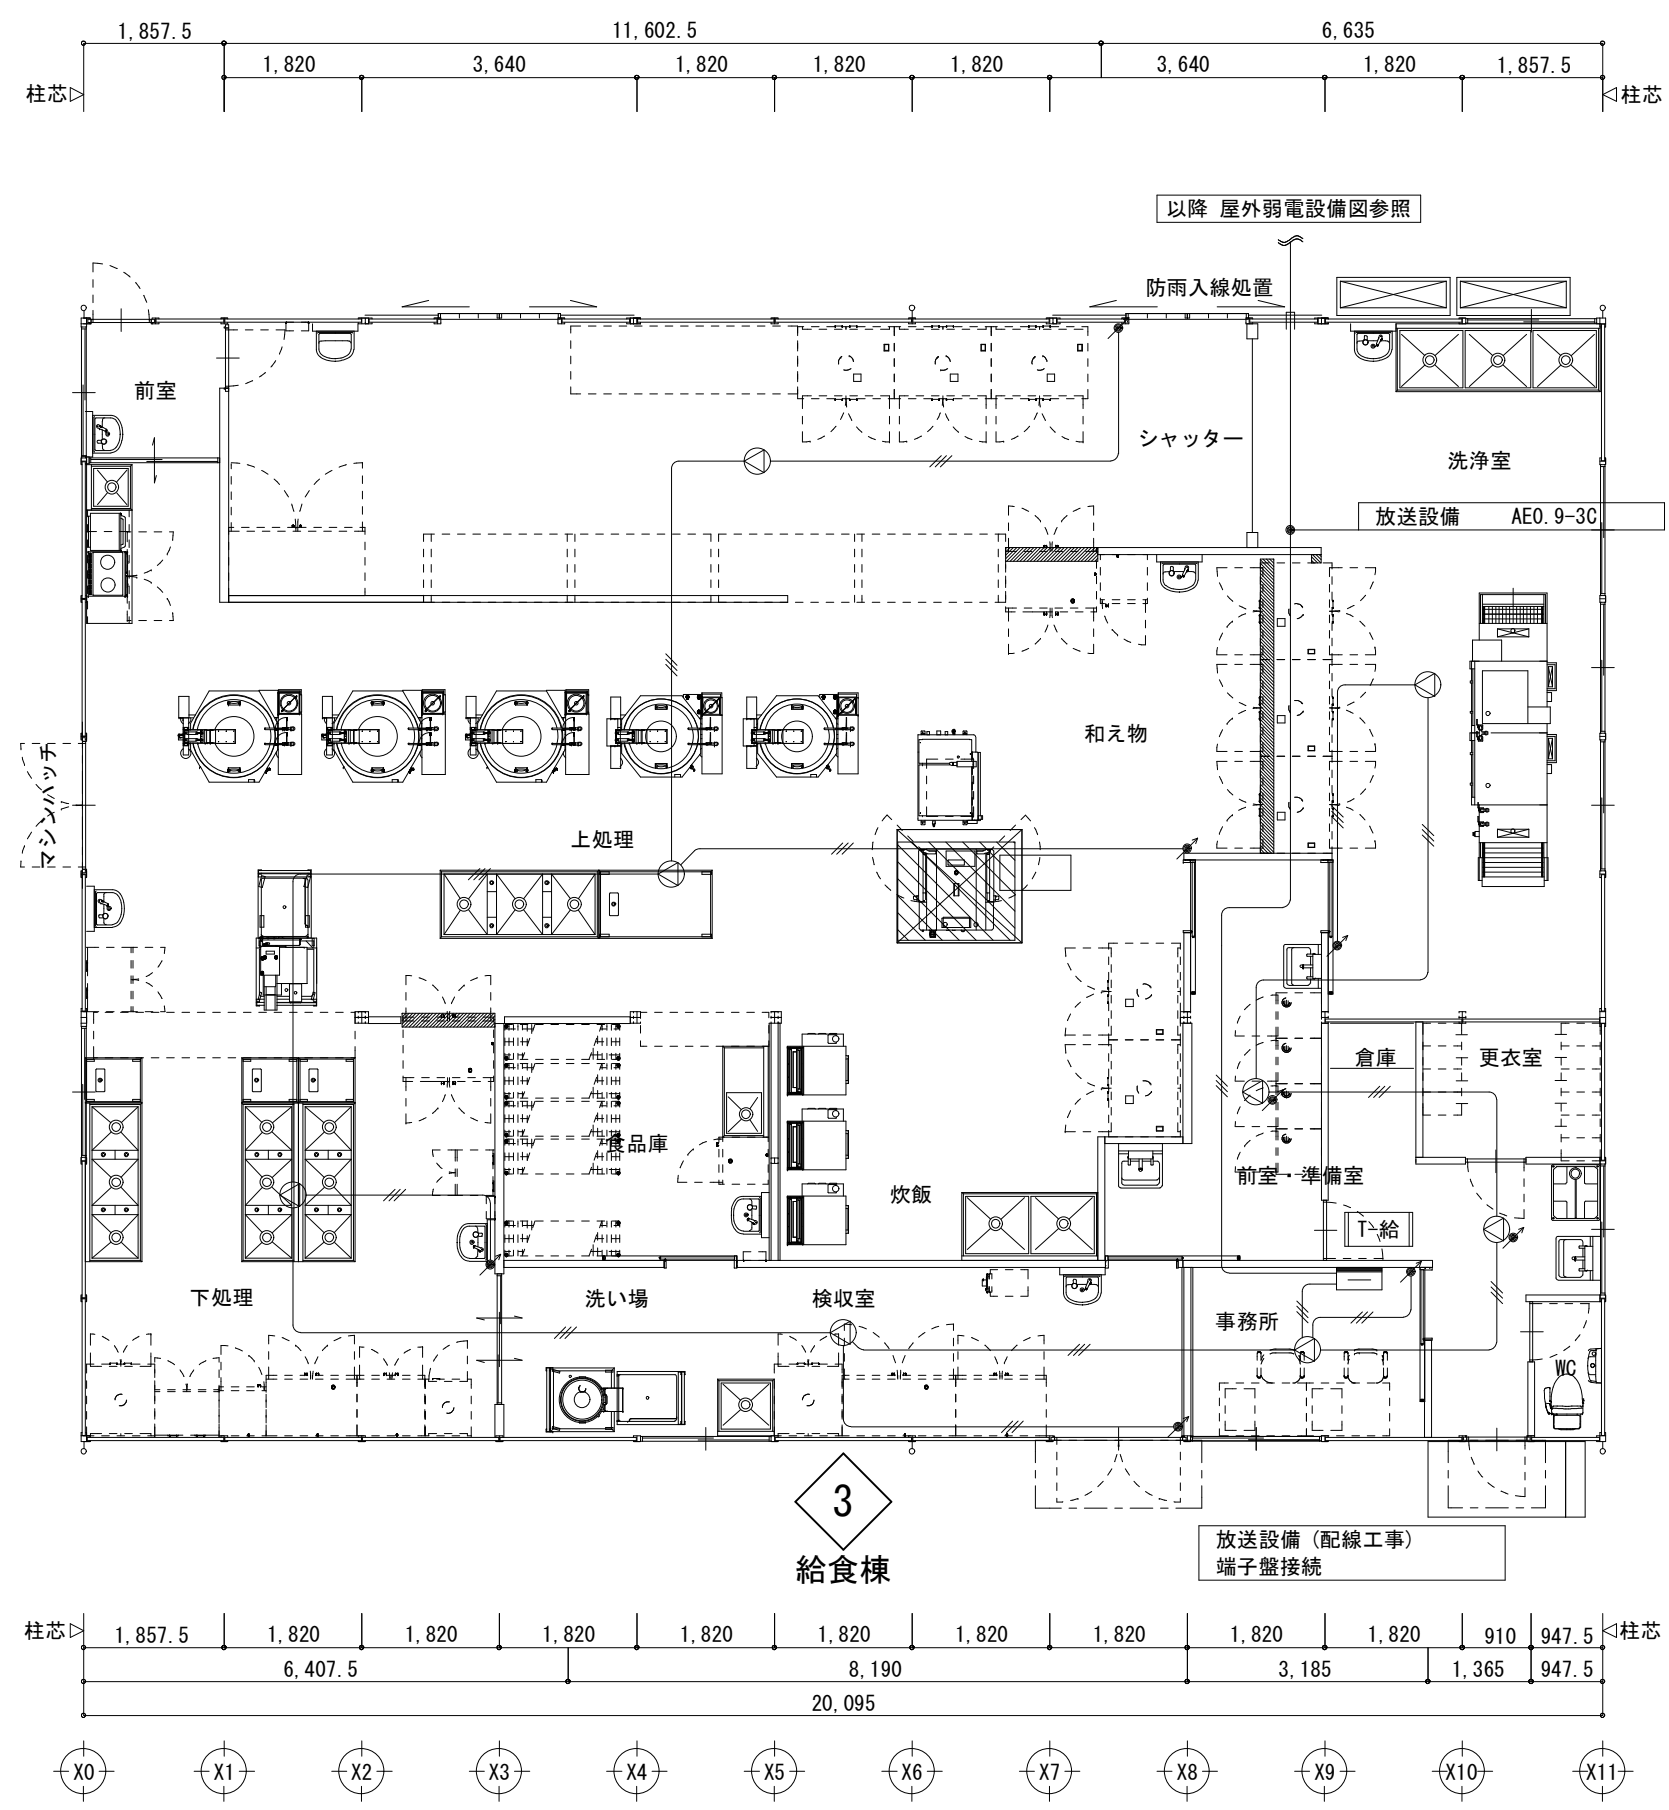 1,857.5 11,602.5 6,635
1,820 3,640 1,820 1,820 1,820 3,640 1,820 1,857.5
柱芯 柱芯
以降 屋外弱電設備図参照
防雨入線処置
前室
シャッター
洗浄室
放送設備 AE0.9-3C
和え物
マシンハッチ
上処理
倉庫
更衣室
食品庫
前室・準備室
炊飯
T-給
下処理
洗い場
検収室
事務所
WC
3
給食棟
放送設備(配線工事)
端子盤接続
柱芯 1,857.5 1,820 1,820 1,820 1,820 1,820 1,820 1,820 1,820 1,820 910 947.5 柱芯
6,407.5 8,190 3,185 1,365 947.5
20,095
X0 X1 X2 X3 X4 X5 X6 X7 X8 X9 X10 X11